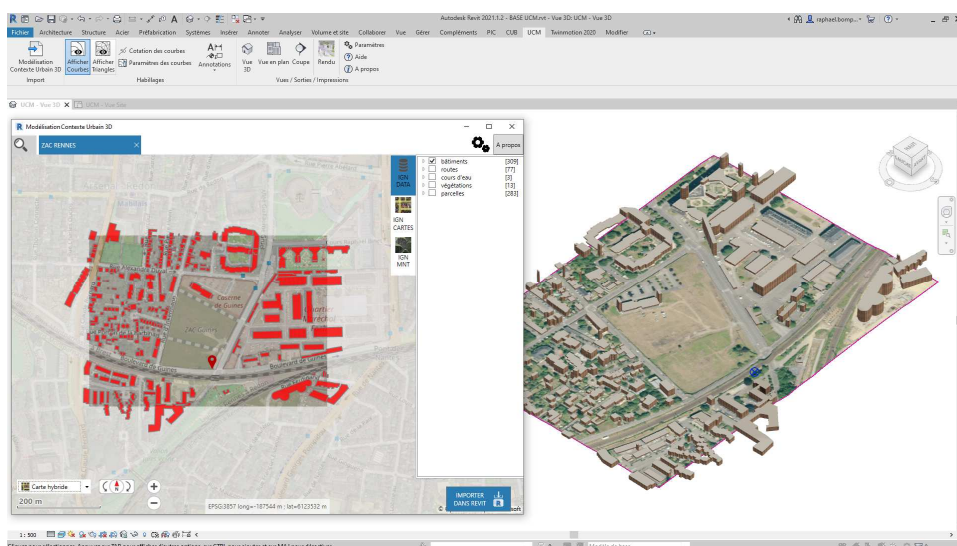 Autodesk Revit 2021.1.2 - BASE UCM.rvt - Vue 3D: UCM - Vue 3D
raphael.bomp...
Fichier Architecture Structure Acier Préfabrication Systèmes Insérer Annoter Analyser Volume et site Collaborer Vue Gérer Compléments PIC CUB UCM Twinmotion 2020 Modifier
Modélisation Contexte Urbain 3D
Afficher Courbes
Afficher Triangles
Cotation des courbes
Paramètres des courbes
Annotations
Vue 3D
Vue en plan
Coupe
Rendu
Paramètres
Aide
A propos
Import
Habillages
Vues / Sorties / Impressions
UCM - Vue 3D
UCM - Vue Site
Modélisation Contexte Urbain 3D
ZAC RENNES
A propos
IGN DATA
IGN CARTES
IGN MNT
bâtiments [309]
routes [77]
cours d'eau [3]
végétations [13]
parcelles [283]
Caserne de Guines
ZAC Guines
Boulevard de Guines
Carte hybride
200 m
EPSG:3857 long=-187544 m ; lat=6123532 m
IMPORTER DANS REVIT
1 : 500